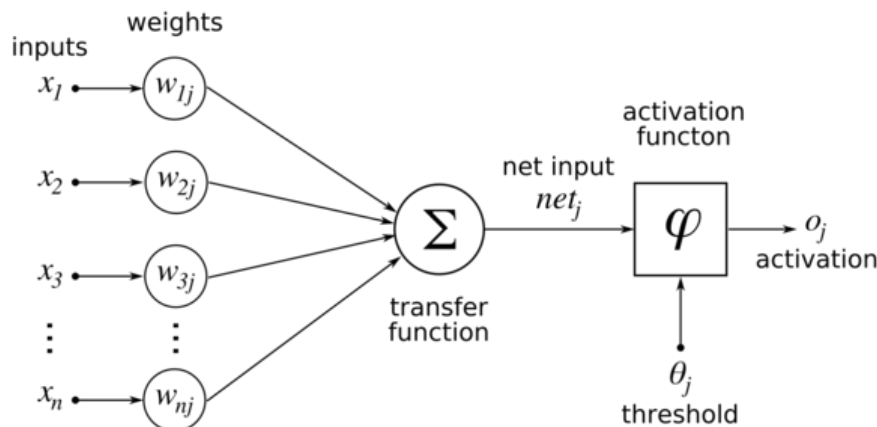 inputs
weights
x1
w1j
x2
w2j
x3
w3j
⋮
⋮
xn
wnj
Σ
transfer
function
net input
netj
activation
functon
φ
oj
activation
θj
threshold